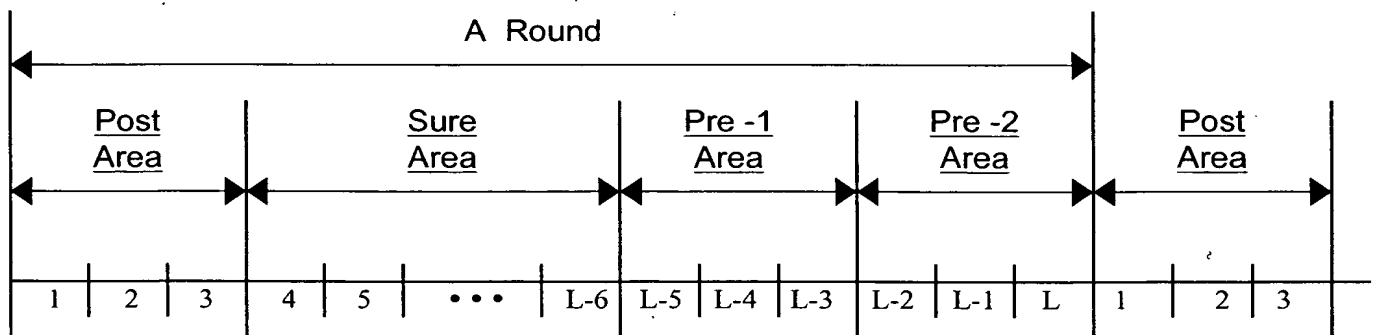 A Round
Post Sure Pre -1 Pre -2 Post
Area Area Area Area Area
1 2 3 4 5 ••• L-6 L-5 L-4 L-3 L-2 L-1 L 1 2 3